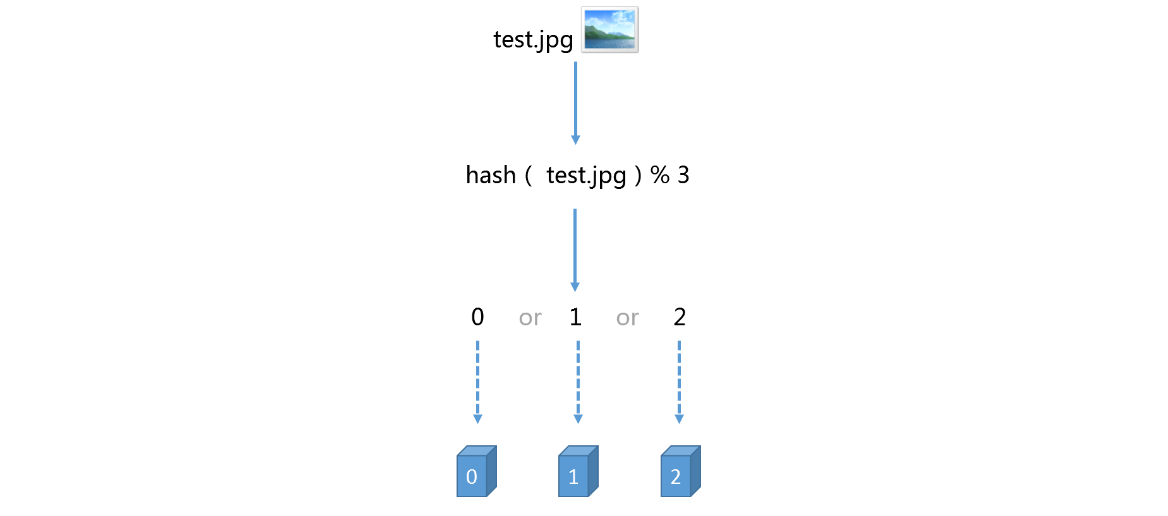 test.jpg
hash ( test.jpg ) % 3
0 or 1 or 2
0 1 2